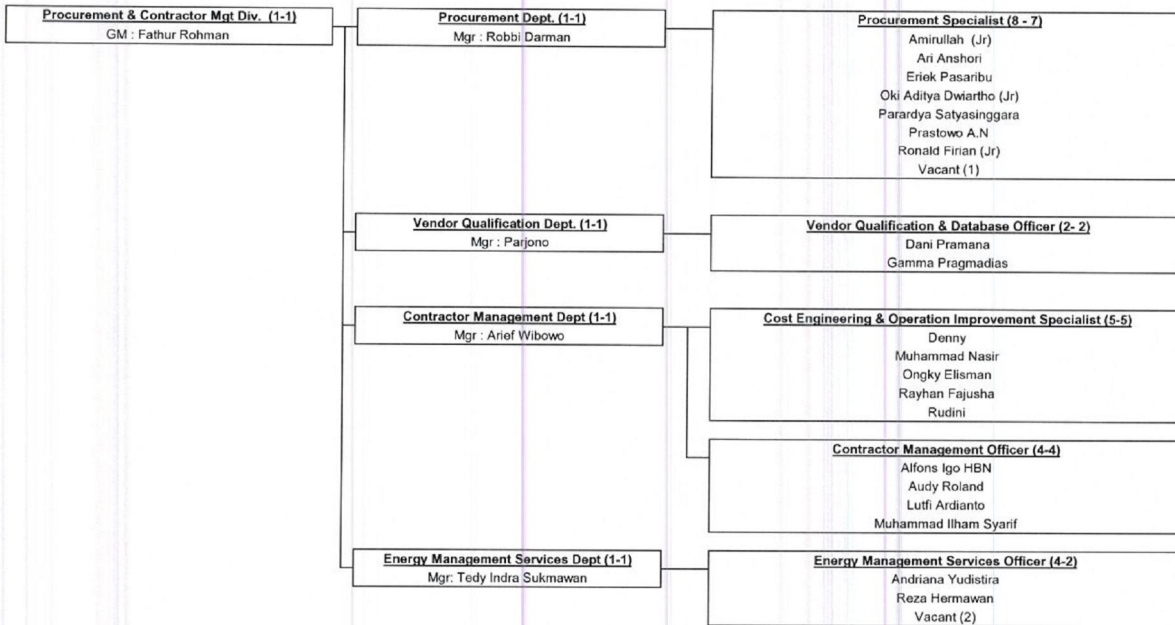 Procurement & Contractor Mgt Div. (1-1)
GM : Fathur Rohman
Procurement Dept. (1-1)
Mgr : Robbi Darman
Procurement Specialist (8 - 7)
Amirullah (Jr)
Ari Anshori
Eriek Pasaribu
Oki Aditya Dwiartho (Jr)
Parardya Satyasinggara
Prastowo A.N
Ronald Firian (Jr)
Vacant (1)
Vendor Qualification Dept. (1-1)
Mgr : Parjono
Vendor Qualification & Database Officer (2- 2)
Dani Pramana
Gamma Pragmadias
Contractor Management Dept (1-1)
Mgr : Arief Wibowo
Cost Engineering & Operation Improvement Specialist (5-5)
Denny
Muhammad Nasir
Ongky Elisman
Rayhan Fajusha
Rudini
Contractor Management Officer (4-4)
Alfons Igo HBN
Audy Roland
Lutfi Ardianto
Muhammad Ilham Syarif
Energy Management Services Dept (1-1)
Mgr: Tedy Indra Sukmawan
Energy Management Services Officer (4-2)
Andriana Yudistira
Reza Hermawan
Vacant (2)